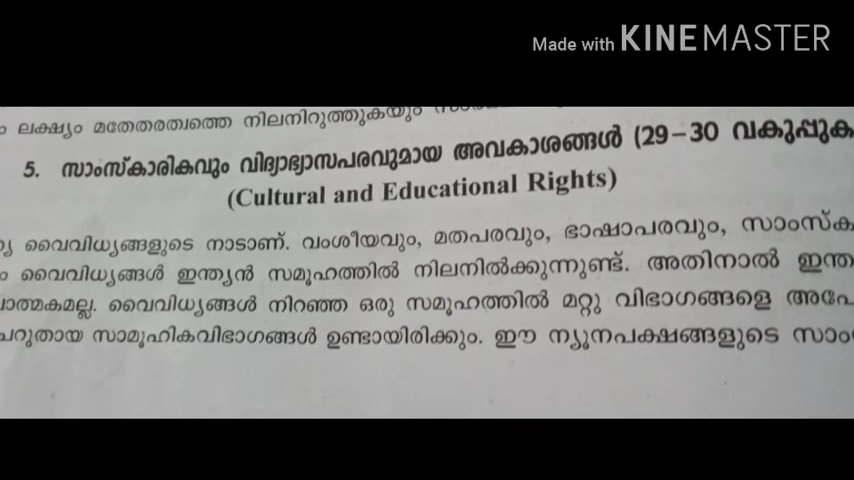 Made with KINEMASTER
ലക്ഷ്യം മതേതരത്വത്തെ നിലനിറുത്തുകയും
5. സാംസ്കാരികവും വിദ്യാഭ്യാസപരവുമായ അവകാശങ്ങൾ (29–30 വകുപ്പുക
(Cultural and Educational Rights)
വൈവിധ്യങ്ങളുടെ നാടാണ്. വംശീയവും, മതപരവും, ഭാഷാപരവും, സാംസ്ക
വൈവിധ്യങ്ങൾ ഇന്ത്യൻ സമൂഹത്തിൽ നിലനിൽക്കുന്നുണ്ട്. അതിനാൽ ഇന്ത
ാത്മകമല്ല. വൈവിധ്യങ്ങൾ നിറഞ്ഞ ഒരു സമൂഹത്തിൽ മറ്റു വിഭാഗങ്ങളെ അപേ
ചെറുതായ സാമൂഹികവിഭാഗങ്ങൾ ഉണ്ടായിരിക്കും. ഈ ന്യൂനപക്ഷങ്ങളുടെ സാം